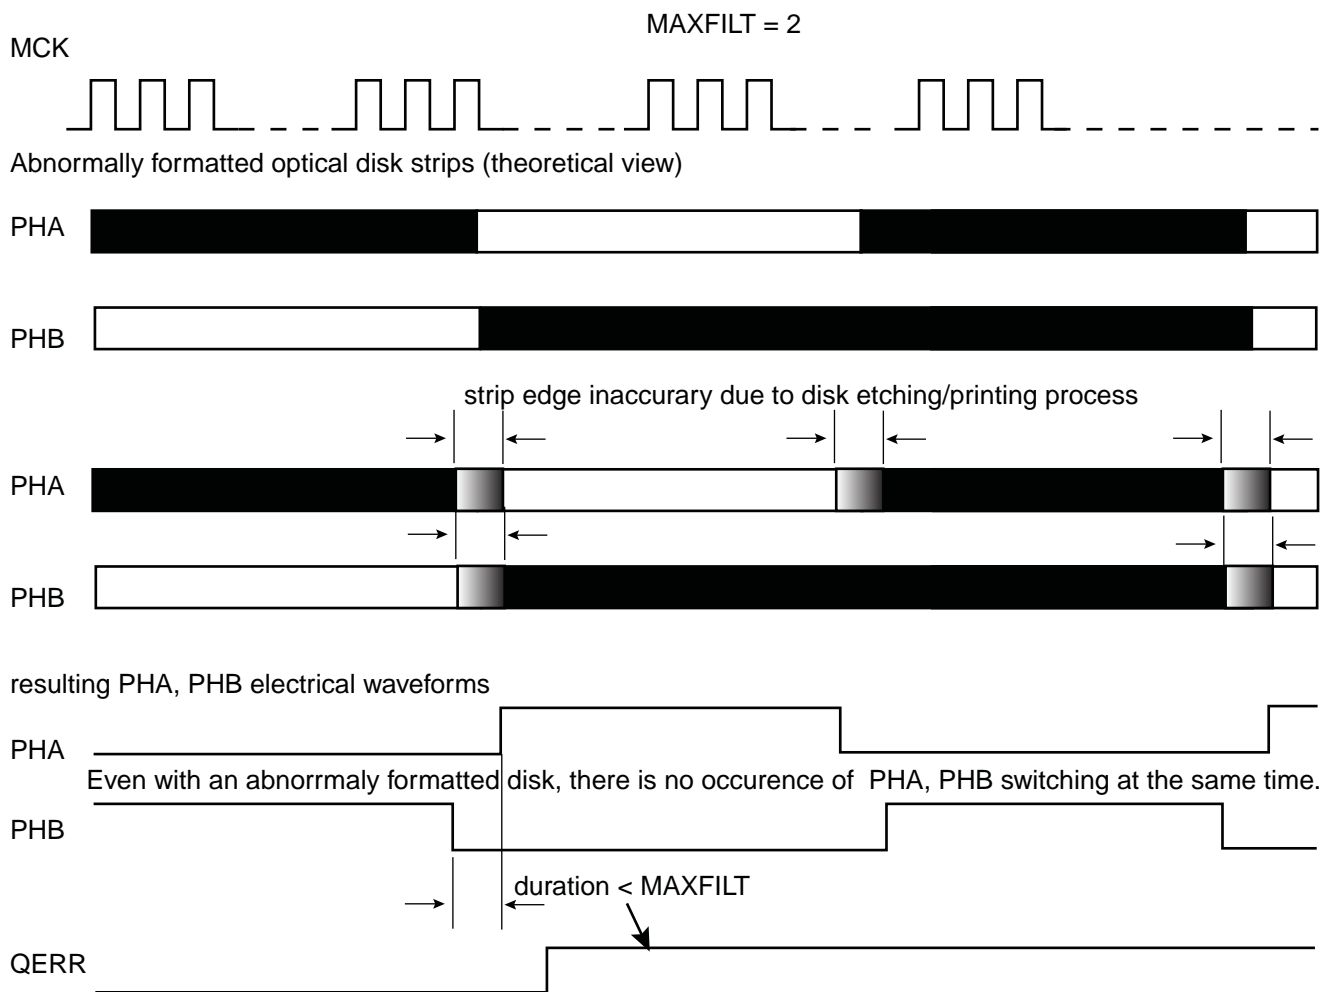 MAXFILT = 2
MCK
Abnormally formatted optical disk strips (theoretical view)
PHA
PHB
strip edge inaccurary due to disk etching/printing process
PHA
PHB
resulting PHA, PHB electrical waveforms
PHA
Even with an abnorrmaly formatted disk, there is no occurence of PHA, PHB switching at the same time.
PHB
duration < MAXFILT
QERR